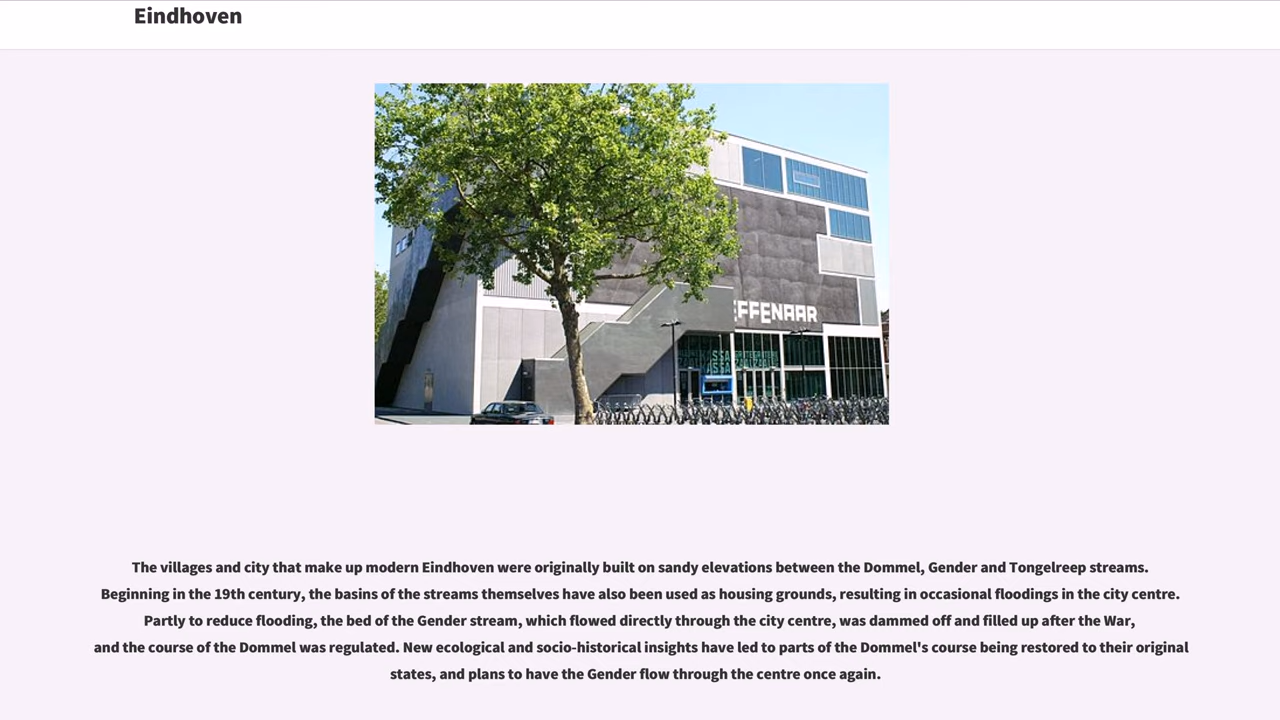 Eindhoven
EFFENAAR
KASSA
KASSA
The villages and city that make up modern Eindhoven were originally built on sandy elevations between the Dommel, Gender and Tongelreep streams.
Beginning in the 19th century, the basins of the streams themselves have also been used as housing grounds, resulting in occasional floodings in the city centre.
Partly to reduce flooding, the bed of the Gender stream, which flowed directly through the city centre, was dammed off and filled up after the War,
and the course of the Dommel was regulated. New ecological and socio-historical insights have led to parts of the Dommel's course being restored to their original
states, and plans to have the Gender flow through the centre once again.